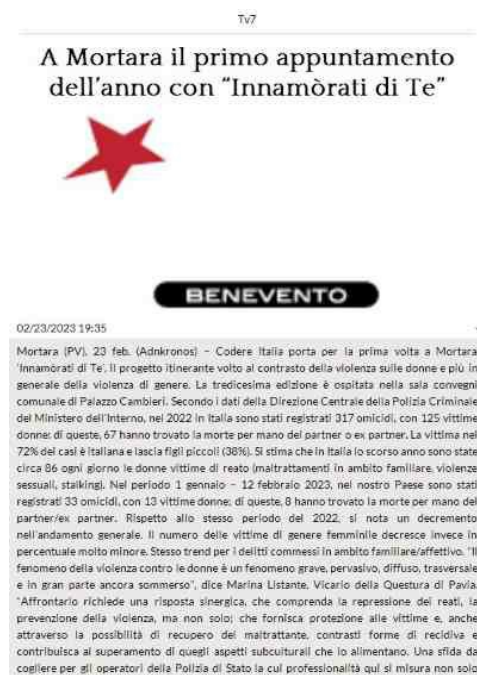 Tv7
A Mortara il primo appuntamento
dell'anno con "Innamòrati di Te"
BENEVENTO
02/23/2023 19:35
Mortara (PV), 23 feb. (Adnkronos) – Codere Italia porta per la prima volta a Mortara
'Innamòrati di Te'. Il progetto itinerante volto al contrasto della violenza sulle donne e più in
generale della violenza di genere. La tredicesima edizione è ospitata nella sala convegni
comunale di Palazzo Cambieri. Secondo i dati della Direzione Centrale della Polizia Criminale
del Ministero dell'Interno, nel 2022 in Italia sono stati registrati 317 omicidi, con 125 vittime
donne: di queste, 67 hanno trovato la morte per mano del partner o ex partner. La vittima nel
72% dei casi è italiana e lascia figli piccoli (38%). Si stima che in Italia lo scorso anno sono state
circa 86 ogni giorno le donne vittime di reato (maltrattamenti in ambito familiare, violenze
sessuali, stalking). Nel periodo 1 gennaio – 12 febbraio 2023, nel nostro Paese sono stati
registrati 33 omicidi, con 13 vittime donne; di queste, 8 hanno trovato la morte per mano del
partner/ex partner. Rispetto allo stesso periodo del 2022, si nota un decremento
nell'andamento generale. Il numero delle vittime di genere femminile decresce invece in
percentuale molto minore. Stesso trend per i delitti commessi in ambito familiare/affettivo. "Il
fenomeno della violenza contro le donne è un fenomeno grave, pervasivo, diffuso, trasversale
e in gran parte ancora sommerso", dice Marina Listante, Vicario della Questura di Pavia.
"Affrontarlo richiede una risposta sinergica, che comprenda la repressione dei reati, la
prevenzione della violenza, ma non solo; che fornisca protezione alle vittime e, anche
attraverso la possibilità di recupero del maltrattante, contrasti forme di recidiva e
contribuisca al superamento di quegli aspetti subculturali che lo alimentano. Una sfida da
cogliere per gli operatori della Polizia di Stato la cui professionalità qui si misura non solo